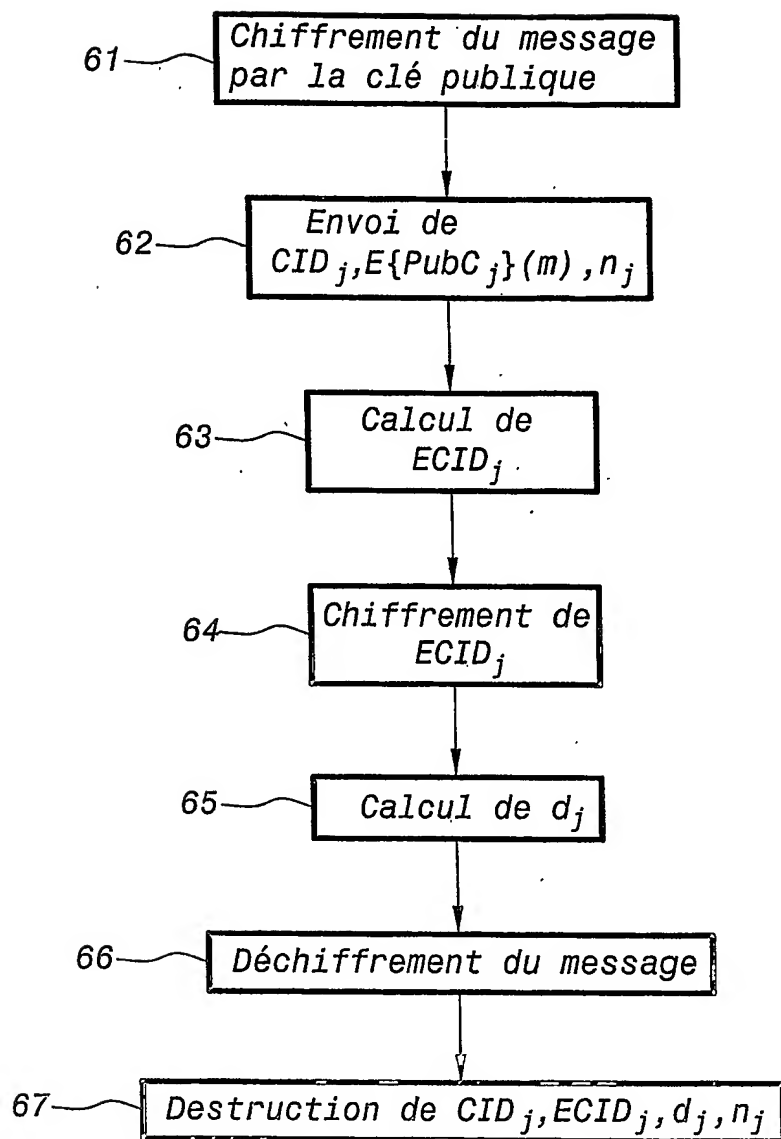 61 Chiffrement du message
par la clé publique
62 Envoi de
CIDj,E{PubCj}(m),nj
63 Calcul de
ECIDj
64 Chiffrement de
ECIDj
65 Calcul de dj
66 Déchiffrement du message
67 Destruction de CIDj,ECIDj,dj,nj